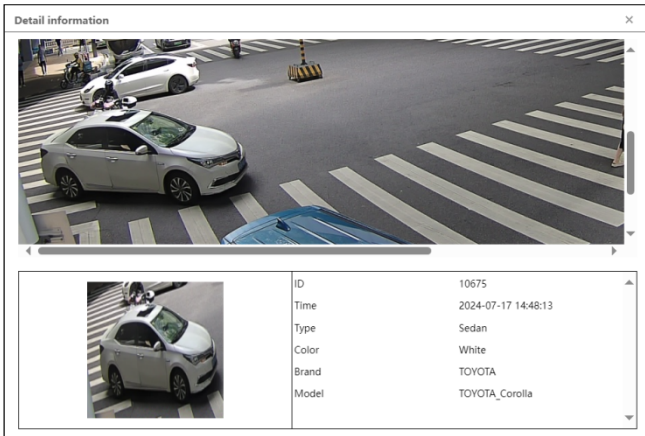 Detail information
ID 10675
Time 2024-07-17 14:48:13
Type Sedan
Color White
Brand TOYOTA
Model TOYOTA_Corolla